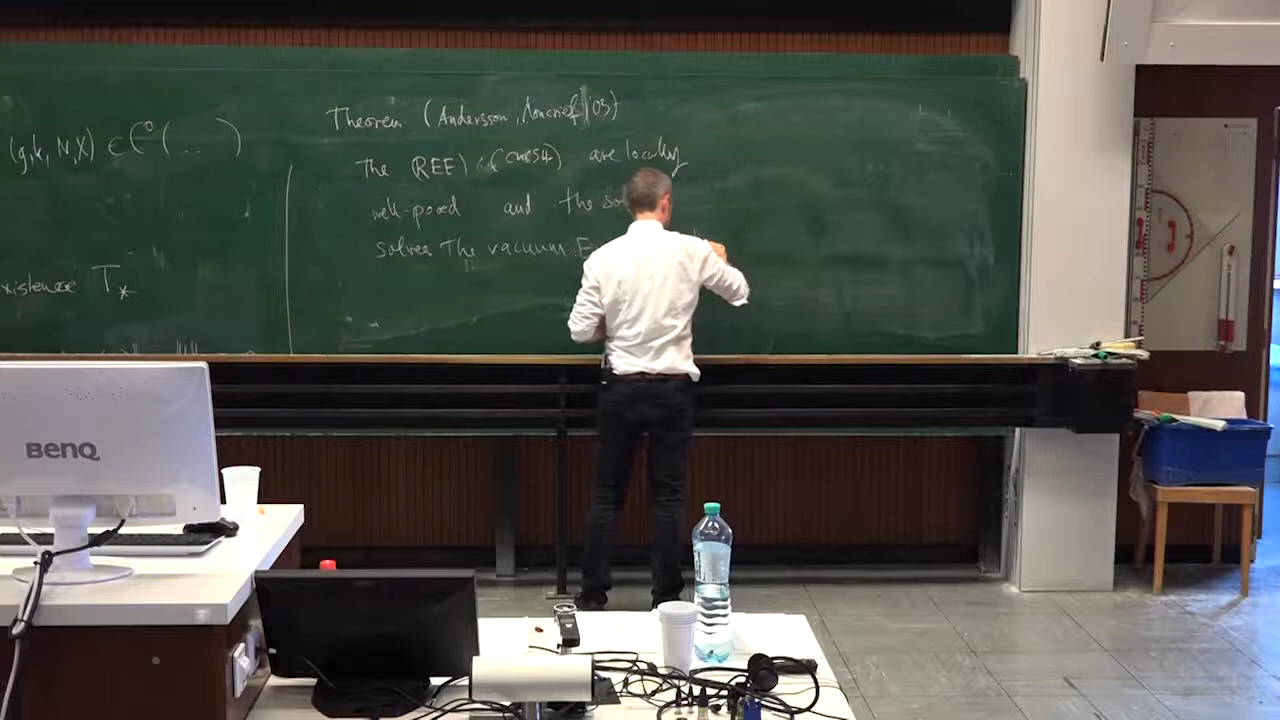 (g,k,N,X) ∈ C⁰( ... )
xistence T_*
Theorem (Andersson, Moncrief '03)
The (REE) (CMCSH) are locally
well-posed and the so
solves the vacuum E
BenQ